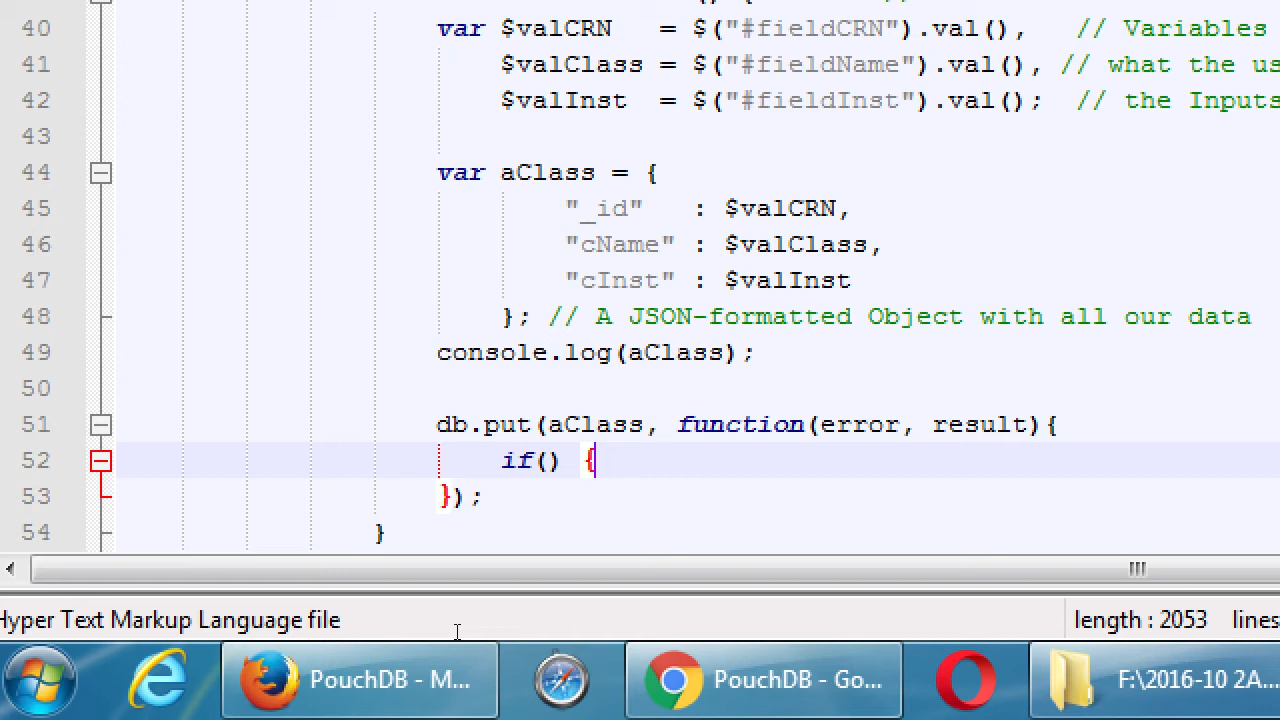 40 var $valCRN   = $("#fieldCRN").val(),   // Variables
41 $valClass = $("#fieldName").val(), // what the us
42 $valInst  = $("#fieldInst").val();  // the Inputs
43
44 var aClass = {
45 "_id"   : $valCRN,
46 "cName" : $valClass,
47 "cInst" : $valInst
48 }; // A JSON-formatted Object with all our data
49 console.log(aClass);
50
51 db.put(aClass, function(error, result){
52 if() {
53 });
54 }
Hyper Text Markup Language file length : 2053 lines
PouchDB - M... PouchDB - Go... F:\2016-10 2A...